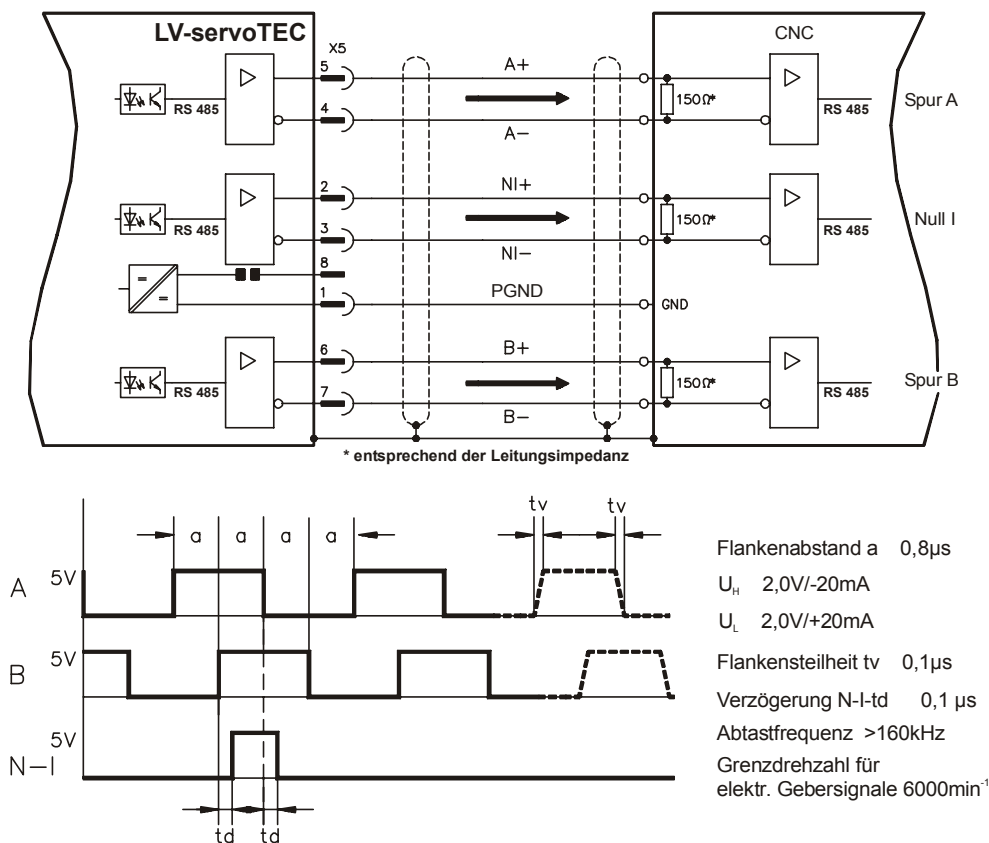 LV-servoTEC
X5
CNC
5
A+
RS 485
4
A−
150Ω*
RS 485
Spur A
2
NI+
RS 485
3
NI−
150Ω*
RS 485
Null I
8
1
PGND
GND
6
B+
RS 485
7
B−
150Ω*
RS 485
Spur B
* entsprechend der Leitungsimpedanz
a a a a
tv tv
A 5V
B 5V
N−I 5V
td td
Flankenabstand a 0,8µs
UH 2,0V/-20mA
UL 2,0V/+20mA
Flankensteilheit tv 0,1µs
Verzögerung N-I-td 0,1 µs
Abtastfrequenz >160kHz
Grenzdrehzahl für
elektr. Gebersignale 6000min-1